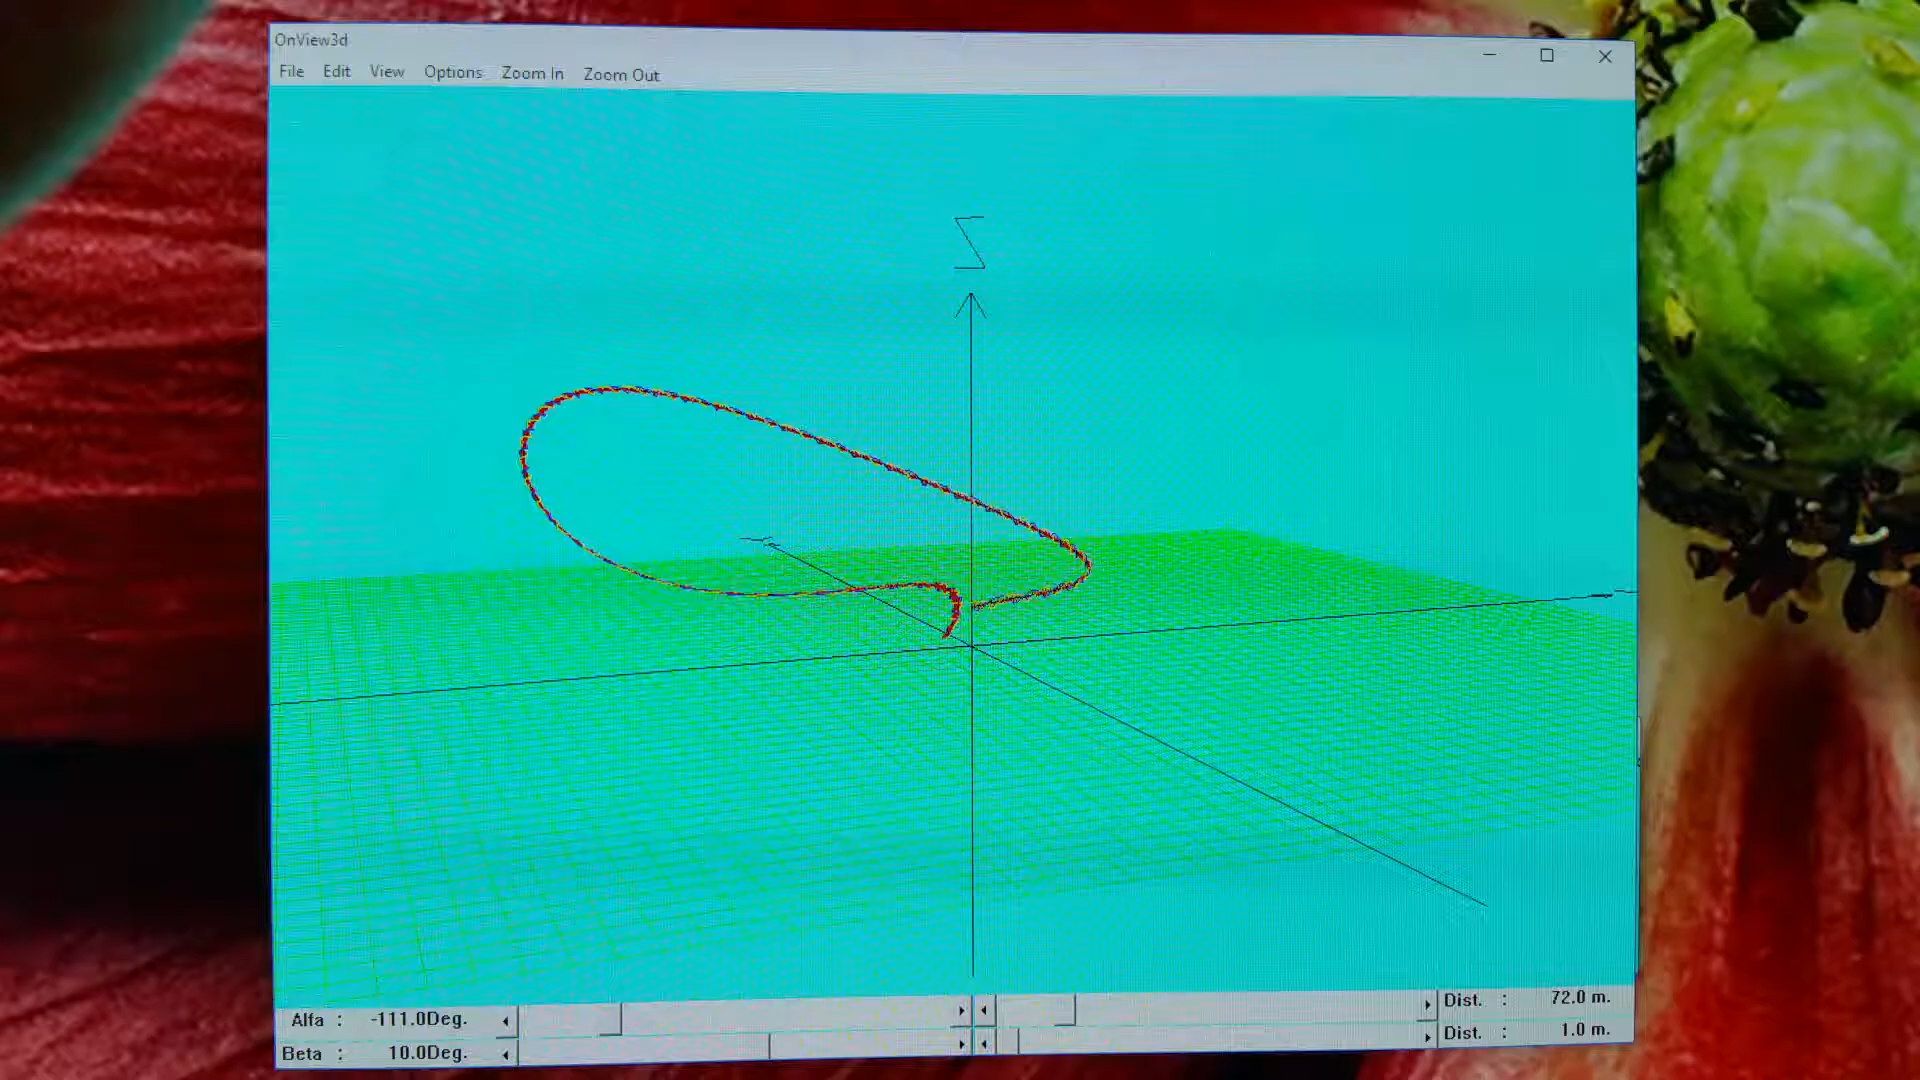 OnView3d
File Edit View Options Zoom In Zoom Out
Z
Alfa : -111.0Deg.
Dist. : 72.0 m.
Beta : 10.0Deg.
Dist. : 1.0 m.